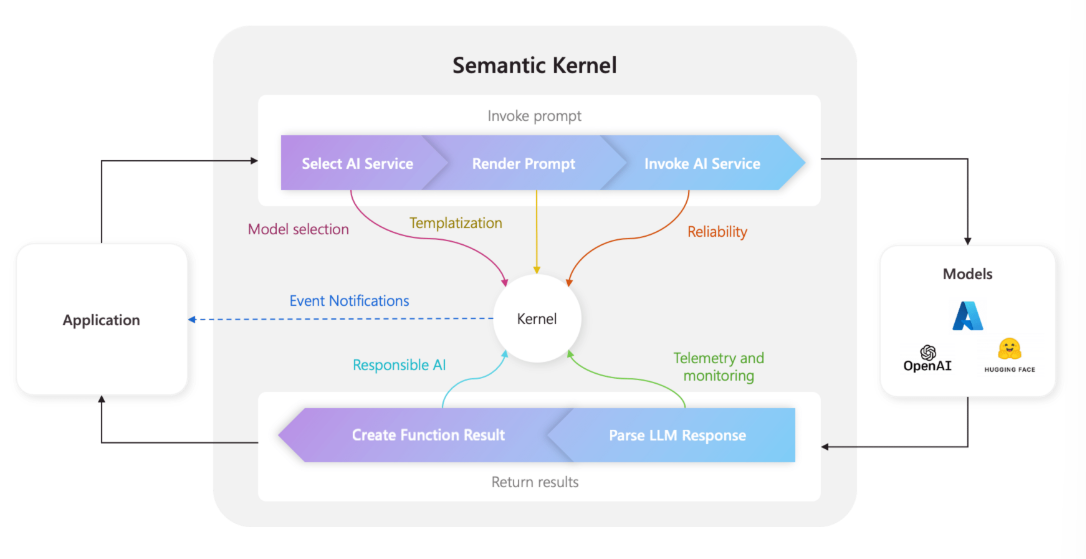 Semantic Kernel
Invoke prompt
Select AI Service
Render Prompt
Invoke AI Service
Model selection
Templatization
Reliability
Application
Event Notifications
Kernel
Models
OpenAI
HUGGING FACE
Responsible AI
Telemetry and
monitoring
Create Function Result
Parse LLM Response
Return results